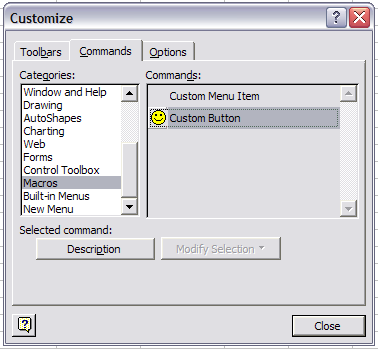 Customize
Toolbars Commands Options
Categories: Commands:
Window and Help
Drawing
AutoShapes
Charting
Web
Forms
Control Toolbox
Macros
Built-in Menus
New Menu
Custom Menu Item
Custom Button
Selected command:
Description Modify Selection
Close